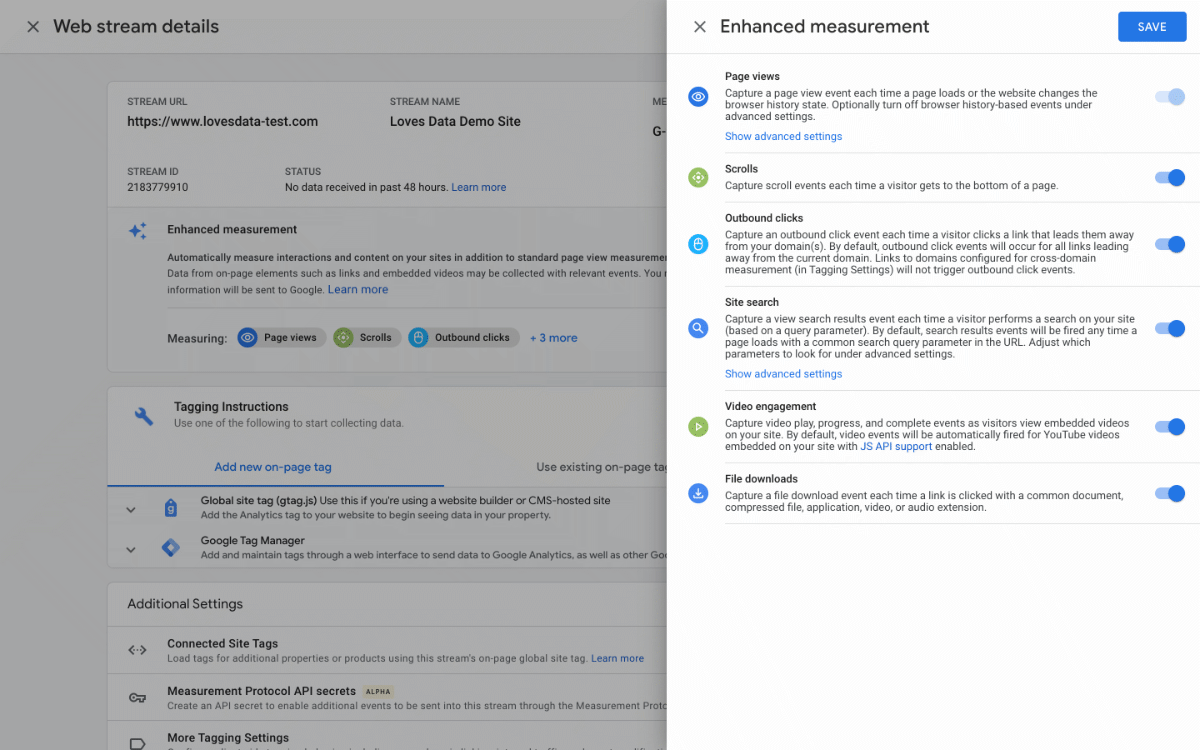 Web stream details
STREAM URL
STREAM NAME
ME
https://www.lovesdata-test.com
Loves Data Demo Site
G-
STREAM ID
STATUS
2183779910
No data received in past 48 hours. Learn more
Enhanced measurement
Automatically measure interactions and content on your sites in addition to standard page view measurem
Data from on-page elements such as links and embedded videos may be collected with relevant events. You
information will be sent to Google. Learn more
Measuring:
Page views
Scrolls
Outbound clicks
+ 3 more
Tagging Instructions
Use one of the following to start collecting data.
Add new on-page tag
Use existing on-page tag
Global site tag (gtag.js) Use this if you're using a website builder or CMS-hosted site
Add the Analytics tag to your website to begin seeing data in your property.
Google Tag Manager
Add and maintain tags through a web interface to send data to Google Analytics, as well as other Goo
Additional Settings
Connected Site Tags
Load tags for additional properties or products using this stream's on-page global site tag. Learn more
Measurement Protocol API secrets ALPHA
Create an API secret to enable additional events to be sent into this stream through the Measurement Proto
More Tagging Settings
Enhanced measurement
SAVE
Page views
Capture a page view event each time a page loads or the website changes the
browser history state. Optionally turn off browser history-based events under
advanced settings.
Show advanced settings
Scrolls
Capture scroll events each time a visitor gets to the bottom of a page.
Outbound clicks
Capture an outbound click event each time a visitor clicks a link that leads them away
from your domain(s). By default, outbound click events will occur for all links leading
away from the current domain. Links to domains configured for cross-domain
measurement (in Tagging Settings) will not trigger outbound click events.
Site search
Capture a view search results event each time a visitor performs a search on your site
(based on a query parameter). By default, search results events will be fired any time a
page loads with a common search query parameter in the URL. Adjust which
parameters to look for under advanced settings.
Show advanced settings
Video engagement
Capture video play, progress, and complete events as visitors view embedded videos
on your site. By default, video events will be automatically fired for YouTube videos
embedded on your site with JS API support enabled.
File downloads
Capture a file download event each time a link is clicked with a common document,
compressed file, application, video, or audio extension.